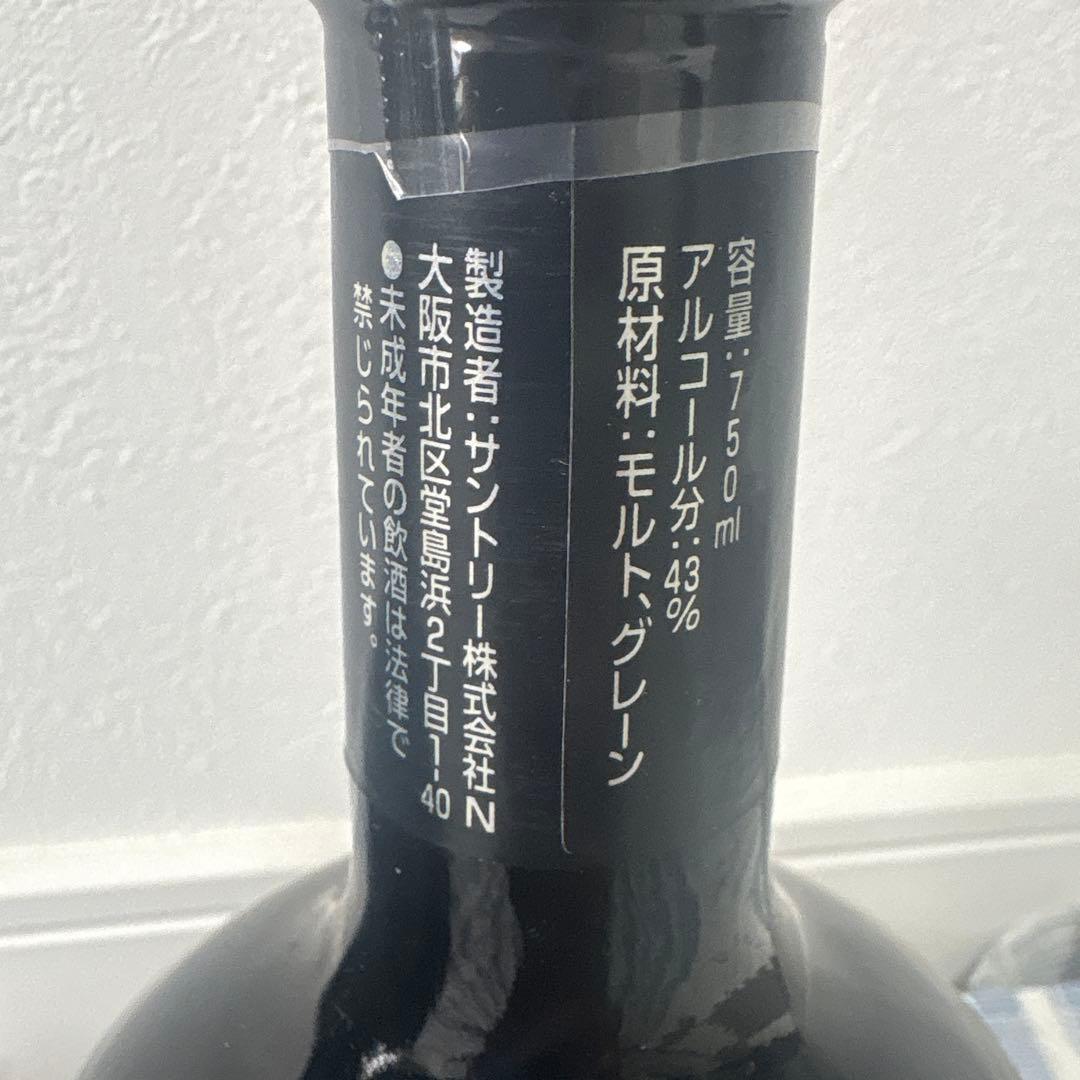 容量:750ml
アルコール分:43%
原材料:モルト、グレーン
製造者:サントリー株式会社N
大阪市北区堂島浜2丁目1-40
●未成年者の飲酒は法律で
禁じられています。